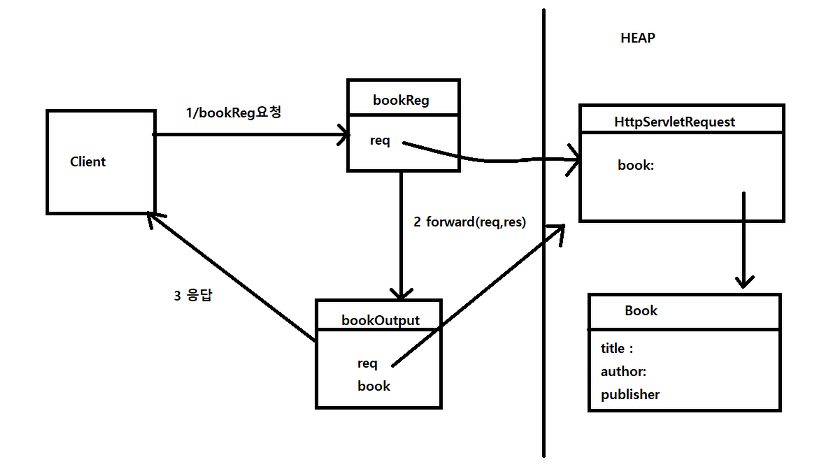 HEAP
1/bookReg요청
bookReg
req
Client
HttpServletRequest
book:
2 forward(req,res)
3 응답
bookOutput
req
book
Book
title :
author:
publisher